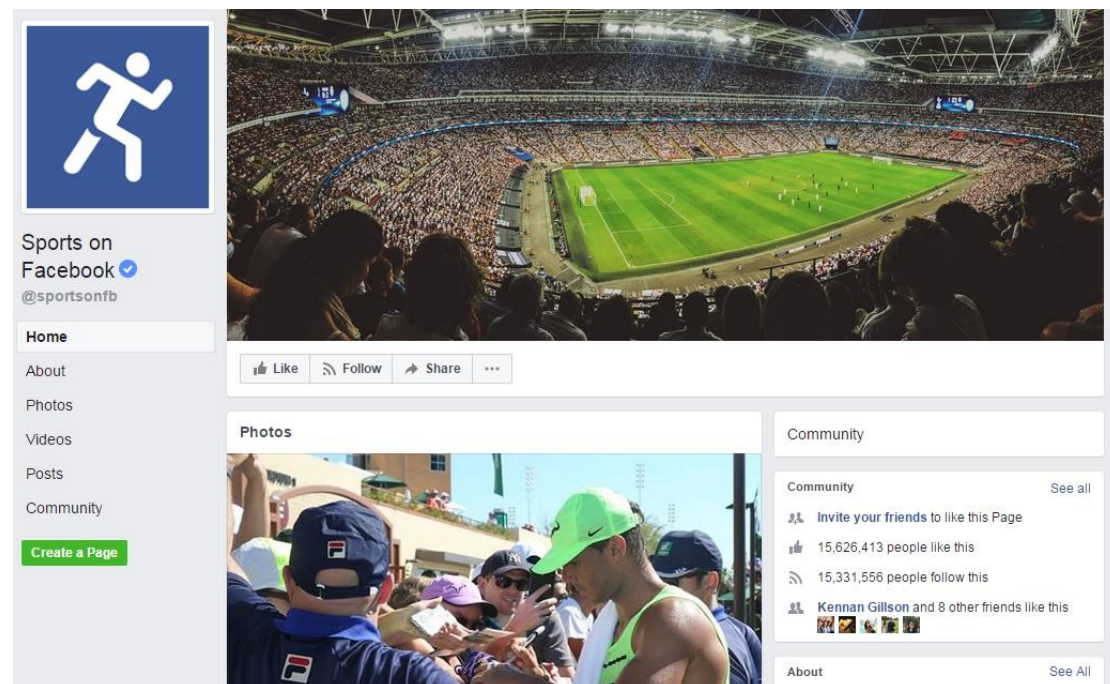 Sports on
Facebook
@sportsonfb
Home
About
Photos
Videos
Posts
Community
Create a Page
Like Follow Share ...
Photos
Community
Community See all
Invite your friends to like this Page
15,626,413 people like this
15,331,556 people follow this
Kennan Gillson and 8 other friends like this
About See All
FILA